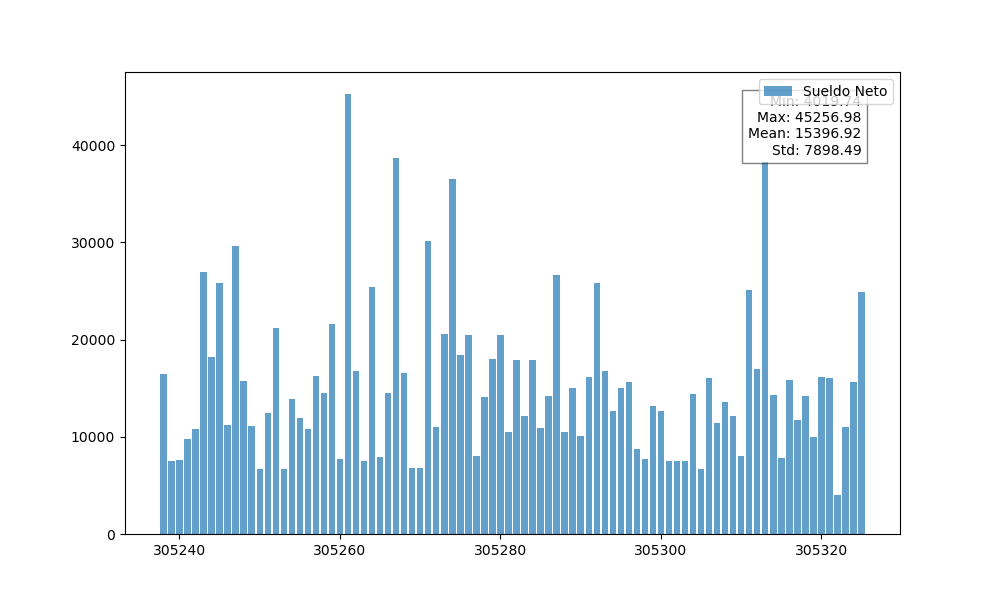 Sueldo Neto
Min: 4019.74
Max: 45256.98
Mean: 15396.92
Std: 7898.49
40000
30000
20000
10000
0
305240 305260 305280 305300 305320